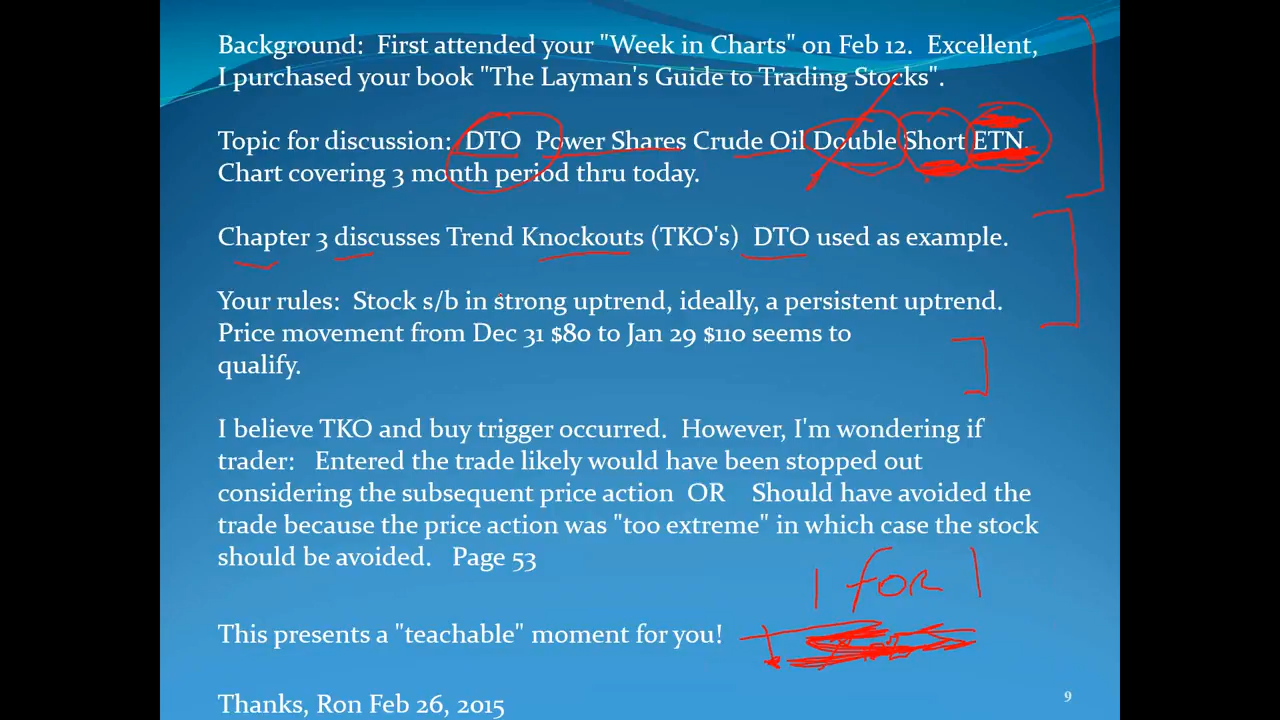 Background:  First attended your "Week in Charts" on Feb 12.  Excellent,
I purchased your book "The Layman's Guide to Trading Stocks".
Topic for discussion:  DTO  Power Shares Crude Oil Double Short ETN.
Chart covering 3 month period thru today.
Chapter 3 discusses Trend Knockouts (TKO's)  DTO used as example.
Your rules:  Stock s/b in strong uptrend, ideally, a persistent uptrend.
Price movement from Dec 31 $80 to Jan 29 $110 seems to
qualify.
I believe TKO and buy trigger occurred.  However, I'm wondering if
trader:   Entered the trade likely would have been stopped out
considering the subsequent price action  OR   Should have avoided the
trade because the price action was "too extreme" in which case the stock
should be avoided.   Page 53
1 FOR 1
This presents a "teachable" moment for you!
Thanks, Ron Feb 26, 2015
9